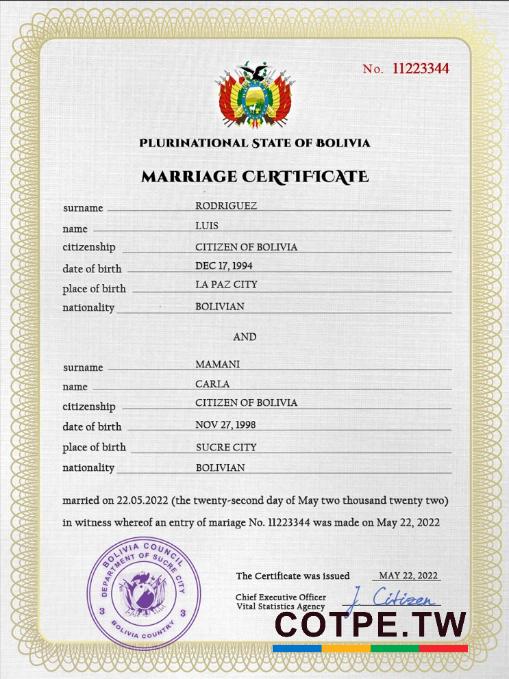 No. 11223344
PLURINATIONAL STATE OF BOLIVIA
MARRIAGE CERTIFICATE
surname RODRIGUEZ
name LUIS
citizenship CITIZEN OF BOLIVIA
date of birth DEC 17, 1994
place of birth LA PAZ CITY
nationality BOLIVIAN
AND
surname MAMANI
name CARLA
citizenship CITIZEN OF BOLIVIA
date of birth NOV 27, 1998
place of birth SUCRE CITY
nationality BOLIVIAN
married on 22.05.2022 (the twenty-second day of May two thousand twenty two)
in witness whereof an entry of mariage No. 11223344 was made on May 22, 2022
BOLIVIA COUNCIL
DEPARTMENT OF SUCRE CITY
3 3
BOLIVIA COUNTRY
The Certificate was issued MAY 22, 2022
Chief Executive Officer
Vital Statistics Agency J Citizen
COTPE.TW